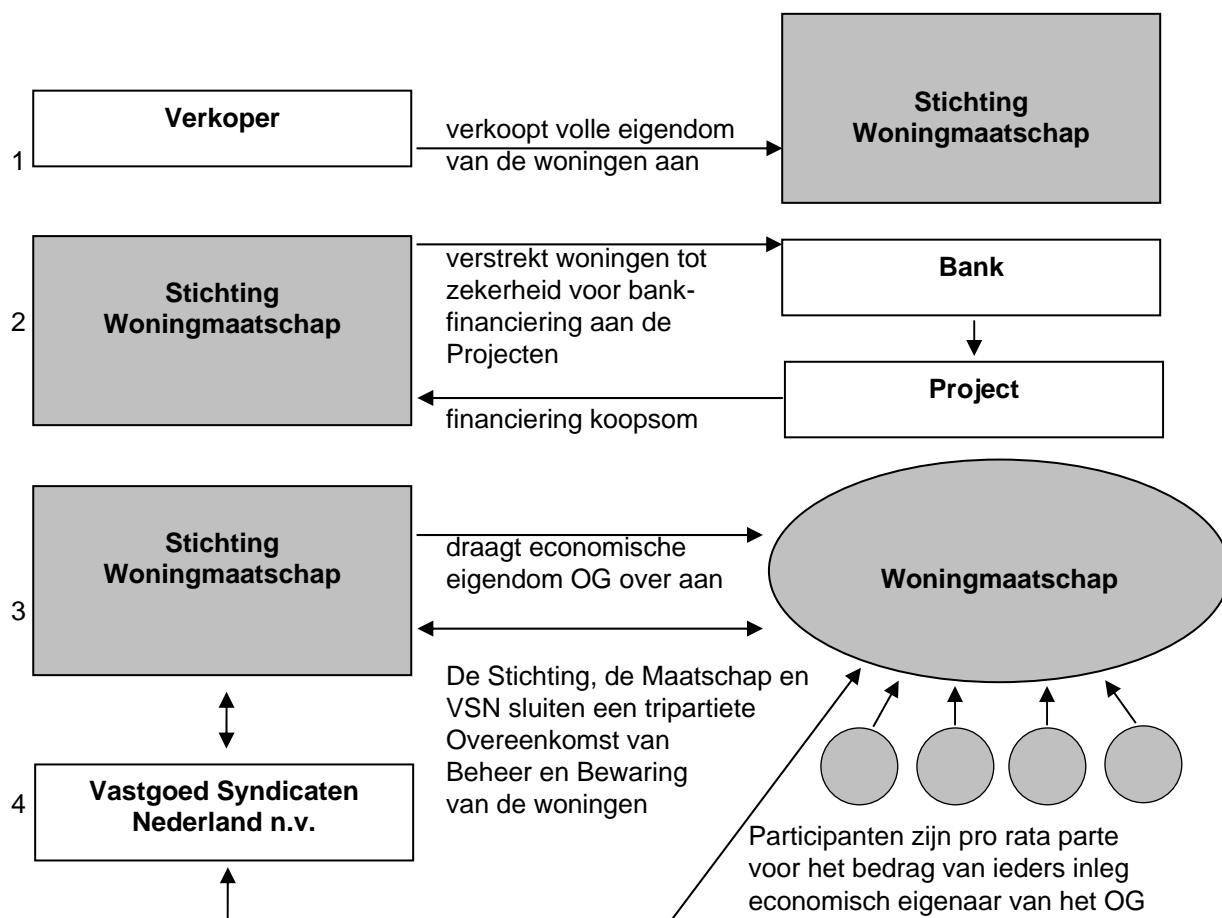 1
Verkoper
verkoopt volle eigendom
van de woningen aan
Stichting
Woningmaatschap
2
Stichting
Woningmaatschap
verstrekt woningen tot
zekerheid voor bank-
financiering aan de
Projecten
financiering koopsom
Bank
Project
3
Stichting
Woningmaatschap
draagt economische
eigendom OG over aan
Woningmaatschap
De Stichting, de Maatschap en
VSN sluiten een tripartiete
Overeenkomst van
Beheer en Bewaring
van de woningen
4
Vastgoed Syndicaten
Nederland n.v.
Participanten zijn pro rata parte
voor het bedrag van ieders inleg
economisch eigenaar van het OG